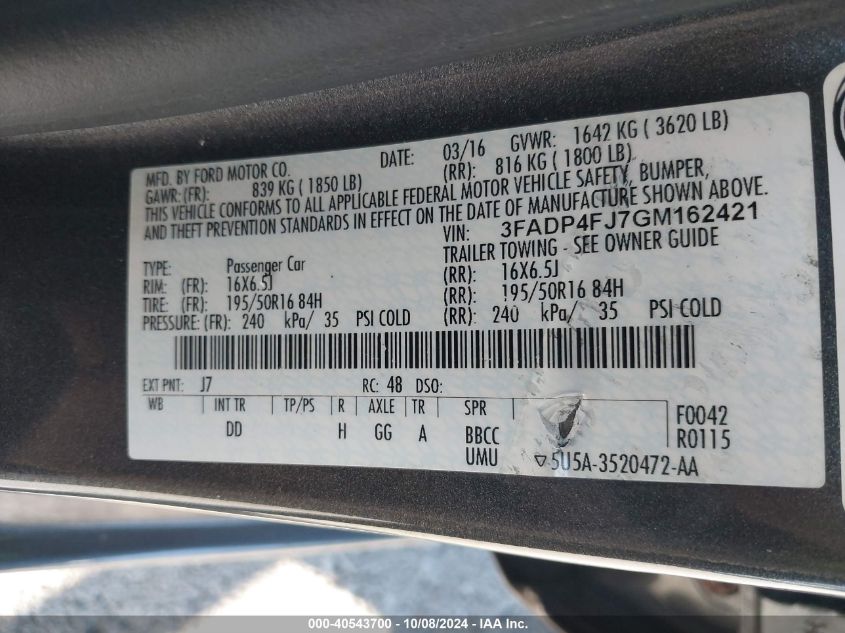 MFD. BY FORD MOTOR CO.
DATE: 03/16 GVWR: 1642 KG ( 3620 LB)
GAWR: (FR): 839 KG ( 1850 LB) (RR): 816 KG ( 1800 LB)
THIS VEHICLE CONFORMS TO ALL APPLICABLE FEDERAL MOTOR VEHICLE SAFETY, BUMPER,
AND THEFT PREVENTION STANDARDS IN EFFECT ON THE DATE OF MANUFACTURE SHOWN ABOVE.
VIN: 3FADP4FJ7GM162421
TYPE: Passenger Car TRAILER TOWING - SEE OWNER GUIDE
RIM: (FR): 16X6.5J (RR): 16X6.5J
TIRE: (FR): 195/50R16 84H (RR): 195/50R16 84H
PRESSURE: (FR): 240 kPa/ 35 PSI COLD (RR): 240 kPa/ 35 PSI COLD
EXT PNT: J7 RC: 48 DSO:
WB INT TR TP/PS R AXLE TR SPR F0042
DD H GG A BBCC R0115
UMU ▽5U5A-3520472-AA
000-40543700 - 10/08/2024 - IAA Inc.